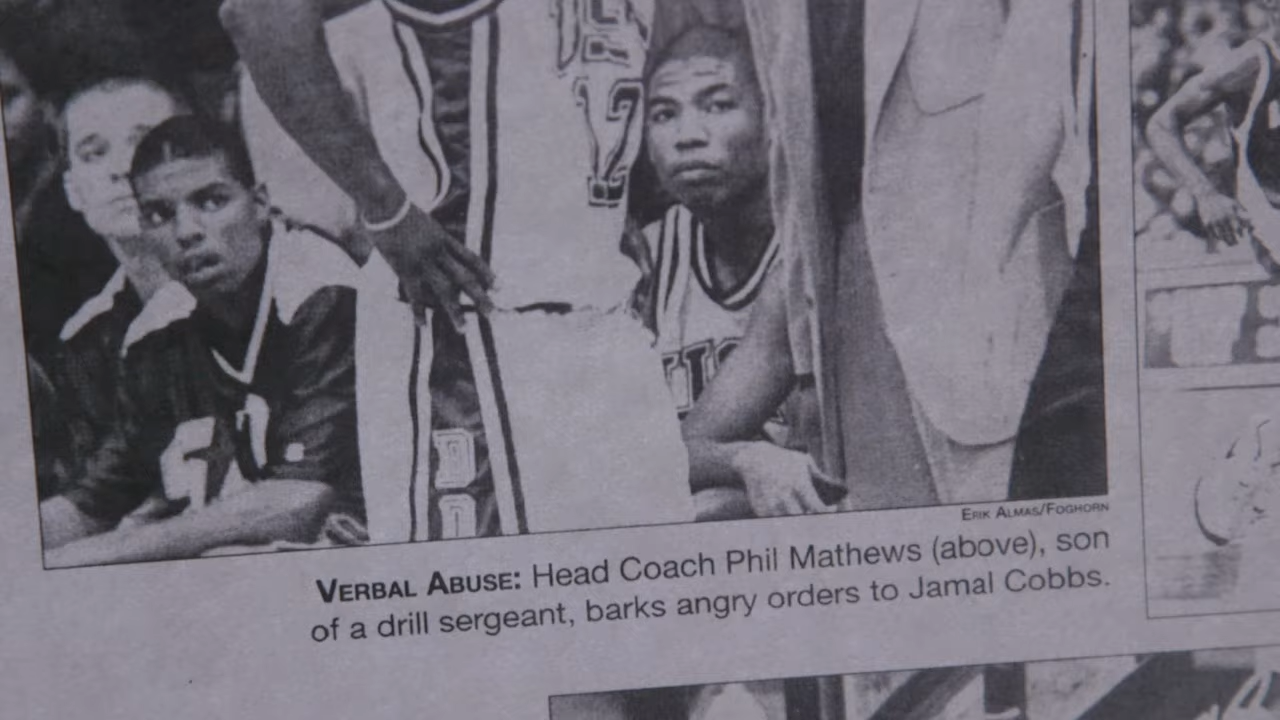 ERIK ALMAS/FOGHORN
VERBAL ABUSE: Head Coach Phil Mathews (above), son
of a drill sergeant, barks angry orders to Jamal Cobbs.